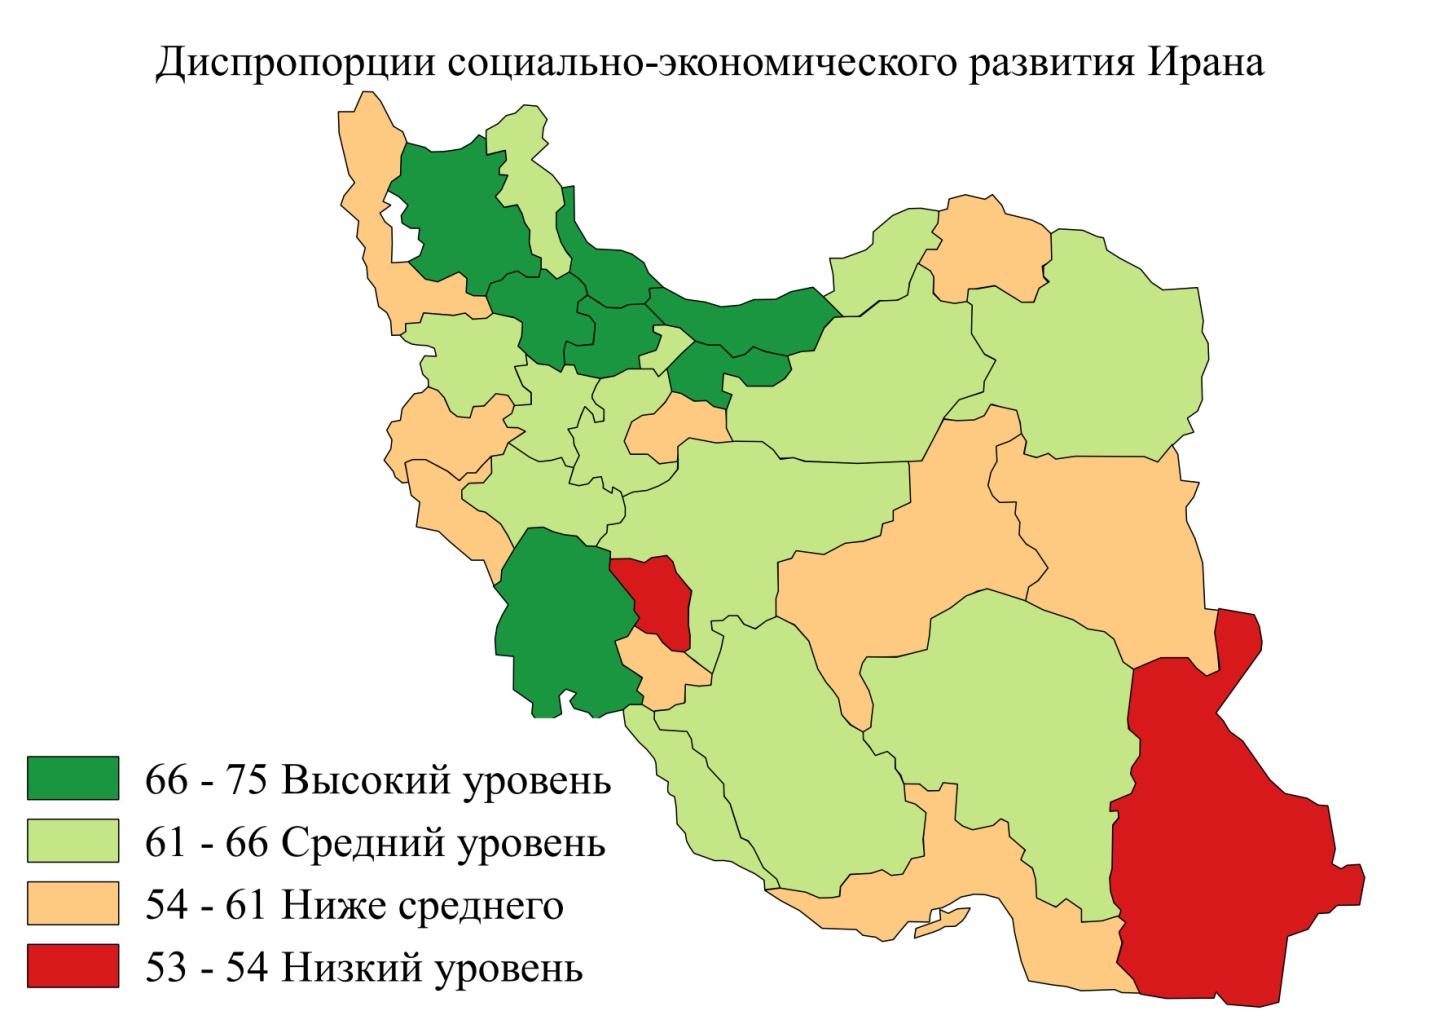 Диспропорции социально-экономического развития Ирана
66 - 75 Высокий уровень
61 - 66 Средний уровень
54 - 61 Ниже среднего
53 - 54 Низкий уровень